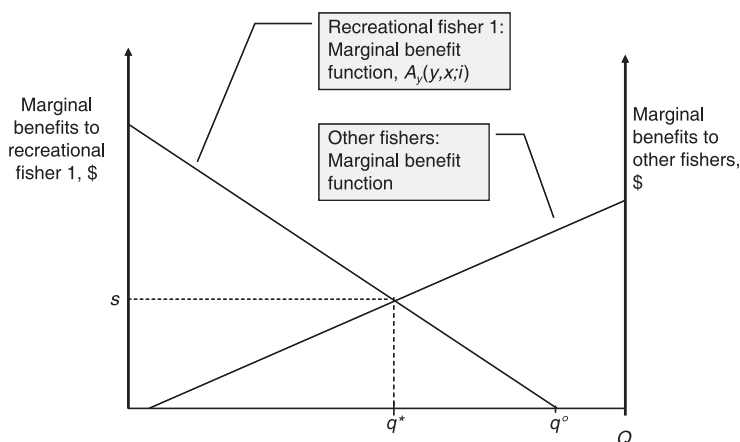 Recreational fisher 1:
Marginal benefit
function, Aᵧ(y,x;i)
Marginal
benefits to
recreational
fisher 1, $
Other fishers:
Marginal benefit
function
Marginal
benefits to
other fishers,
$
s
q*
q°
Q